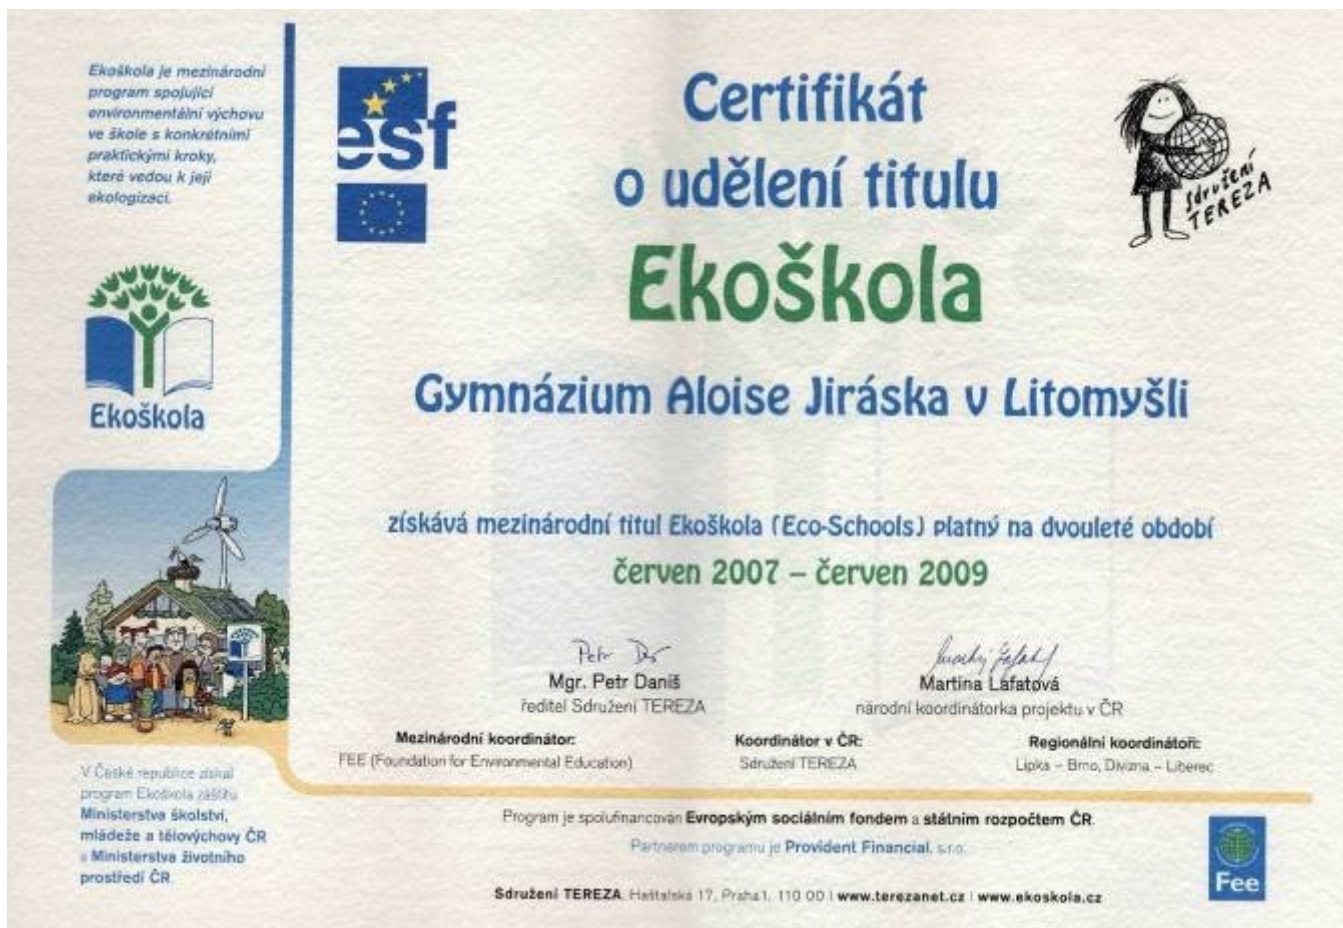 Ekoškola je mezinárodní
program spojující
environmentální výchovu
ve škole s konkrétními
praktickými kroky,
které vedou k její
ekologizaci.
Ekoškola
V České republice získal
program Ekoškola záštitu
Ministerstva školství,
mládeže a tělovýchovy ČR
a Ministerstva životního
prostředí ČR.
esf
Certifikát
o udělení titulu
Ekoškola
Sdružení
TEREZA
Gymnázium Aloise Jiráska v Litomyšli
získává mezinárodní titul Ekoškola (Eco-Schools) platný na dvouleté období
červen 2007 – červen 2009
Mgr. Petr Daniš
ředitel Sdružení TEREZA
Martina Lafatová
národní koordinátorka projektu v ČR
Mezinárodní koordinátor:
FEE (Foundation for Environmental Education)
Koordinátor v ČR:
Sdružení TEREZA
Regionální koordinátoři:
Lipka – Brno, Divizna – Liberec
Program je spolufinancován Evropským sociálním fondem a státním rozpočtem ČR.
Partnerem programu je Provident Financial, s.r.o.
Sdružení TEREZA, Haštalská 17, Praha 1, 110 00 | www.terezanet.cz | www.ekoskola.cz
Fee